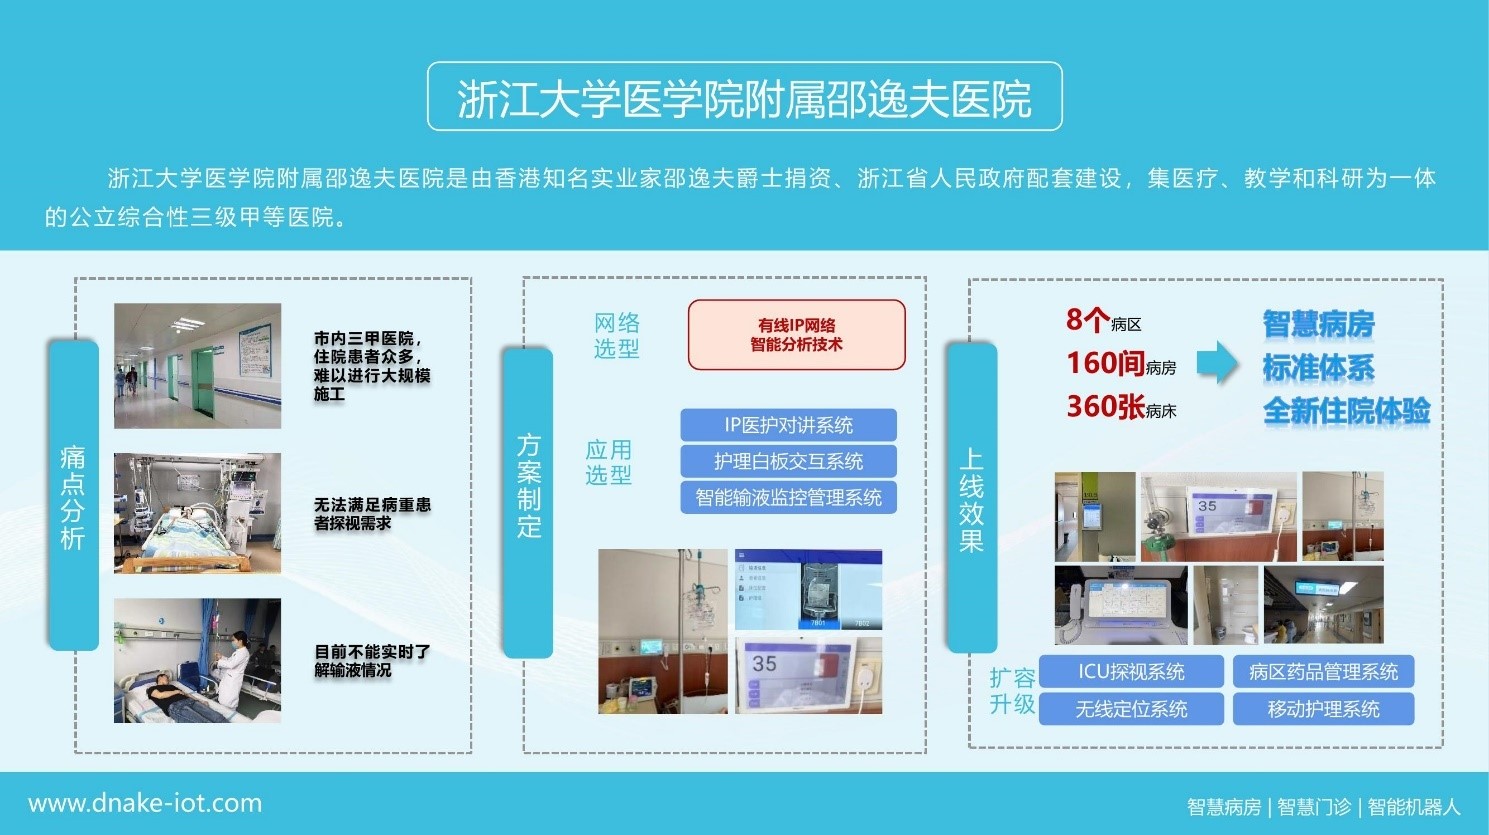 浙江大学医学院附属邵逸夫医院
浙江大学医学院附属邵逸夫医院是由香港知名实业家邵逸夫爵士捐资、浙江省人民政府配套建设，集医疗、教学和科研为一体
的公立综合性三级甲等医院。
痛点分析
市内三甲医院，
住院患者众多，
难以进行大规模
施工
无法满足病重患
者探视需求
目前不能实时了
解输液情况
方案制定
网络
选型
有线IP网络
智能分析技术
应用
选型
IP医护对讲系统
护理白板交互系统
智能输液监控管理系统
7B01
7B02
35
上线效果
8个病区
160间病房
360张病床
智慧病房
标准体系
全新住院体验
35
扩容
升级
ICU探视系统
病区药品管理系统
无线定位系统
移动护理系统
www.dnake-iot.com
智慧病房 | 智慧门诊 | 智能机器人